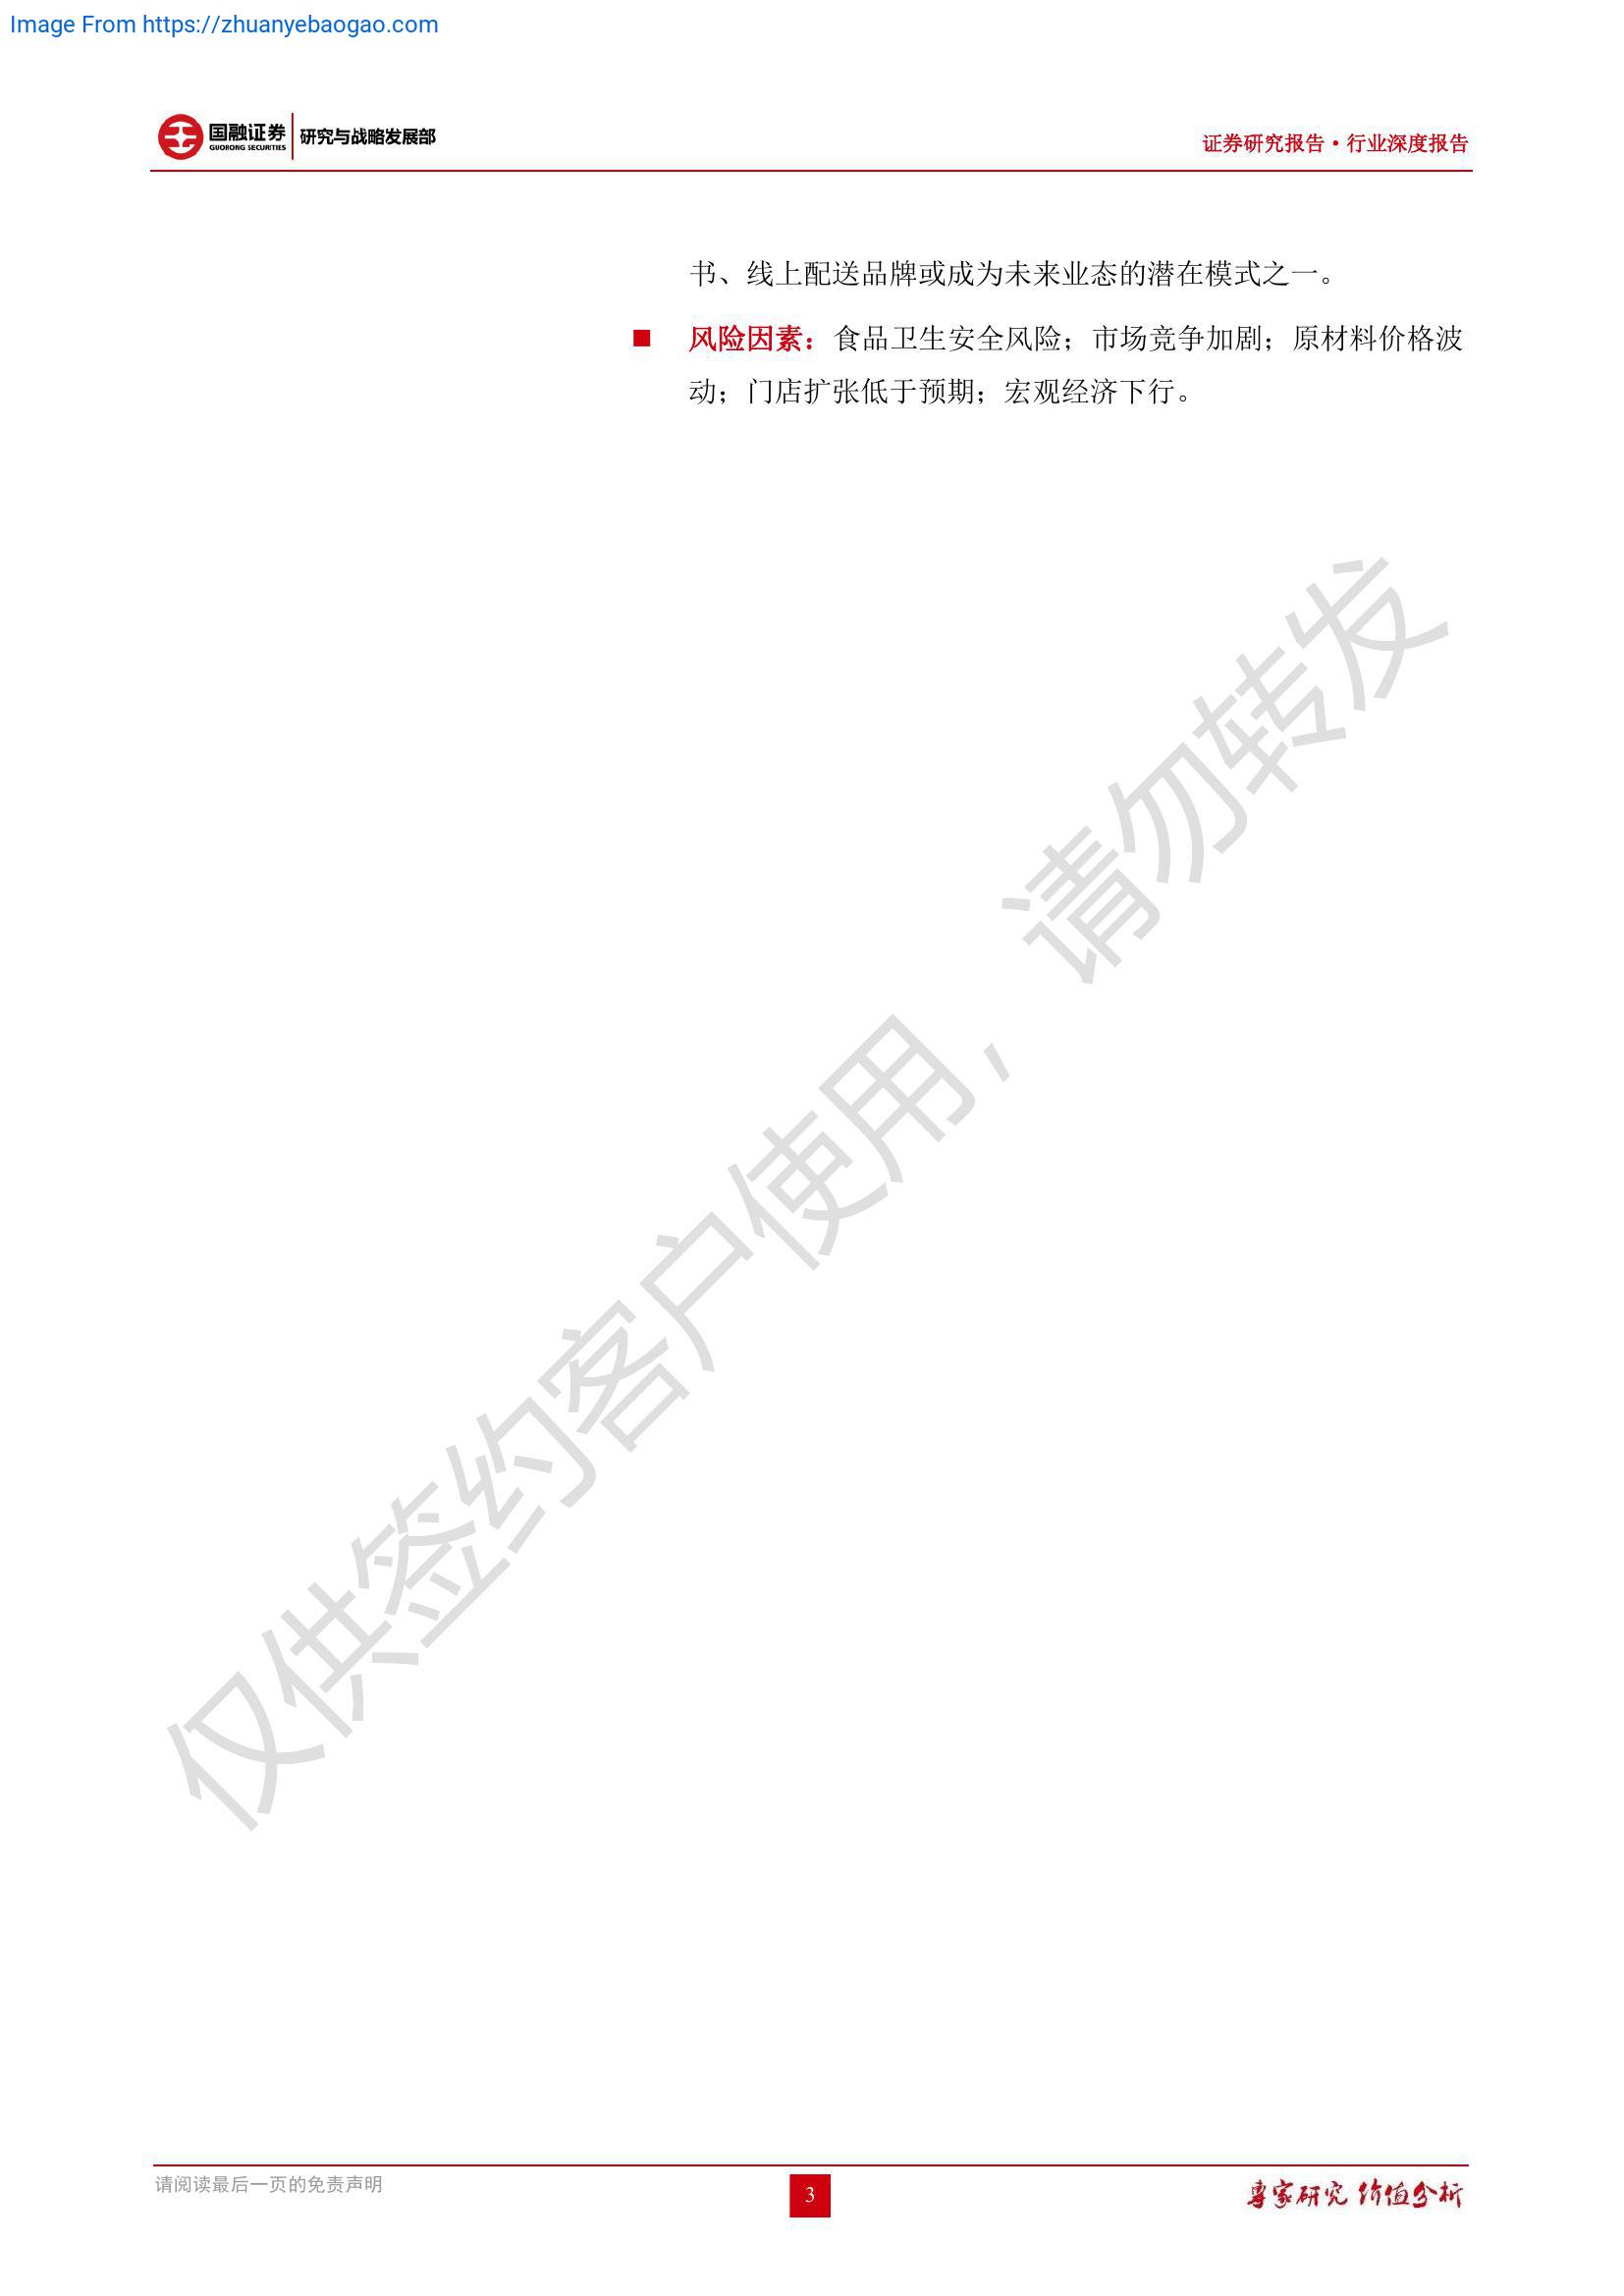 Image From https://zhuanyebaogao.com
国融证券
GUORONG SECURITIES
研究与战略发展部
证券研究报告·行业深度报告
书、线上配送品牌或成为未来业态的潜在模式之一。
■ 风险因素：食品卫生安全风险；市场竞争加剧；原材料价格波
动；门店扩张低于预期；宏观经济下行。
仅供签约客户使用，请勿转发
请阅读最后一页的免责声明
3
專家研究 价值分析